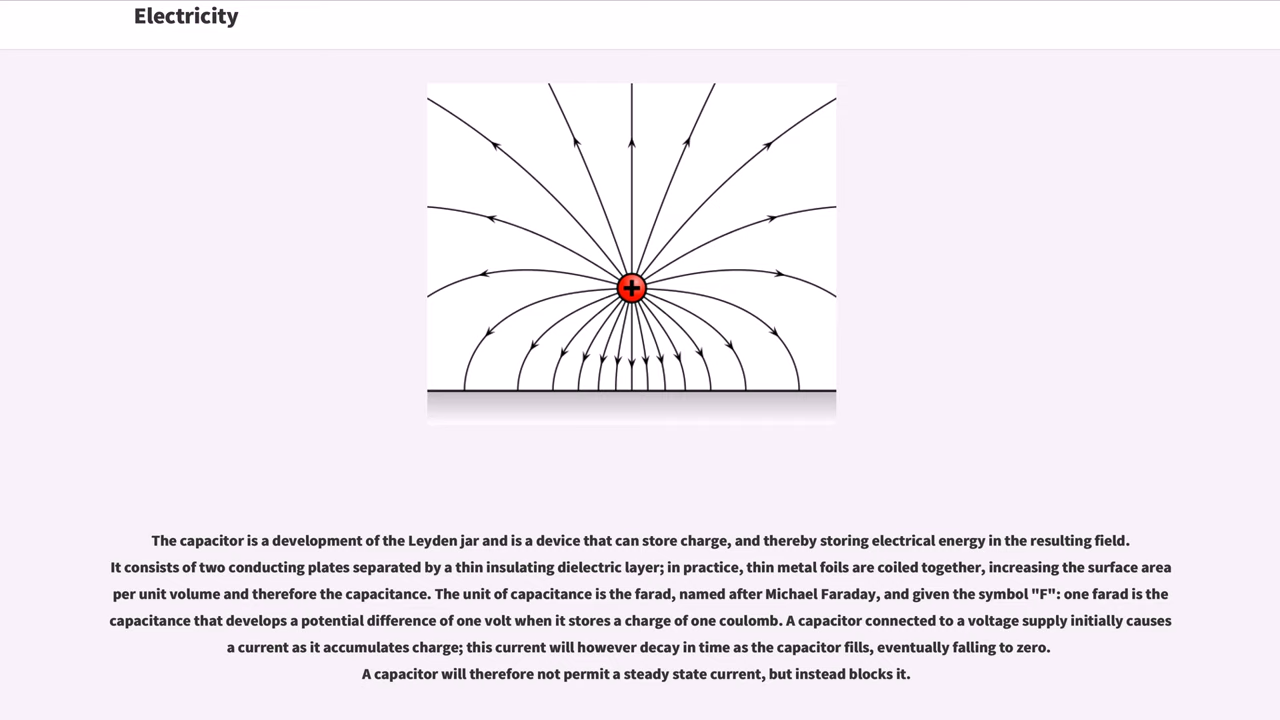 Electricity
+
The capacitor is a development of the Leyden jar and is a device that can store charge, and thereby storing electrical energy in the resulting field.
It consists of two conducting plates separated by a thin insulating dielectric layer; in practice, thin metal foils are coiled together, increasing the surface area
per unit volume and therefore the capacitance. The unit of capacitance is the farad, named after Michael Faraday, and given the symbol "F": one farad is the
capacitance that develops a potential difference of one volt when it stores a charge of one coulomb. A capacitor connected to a voltage supply initially causes
a current as it accumulates charge; this current will however decay in time as the capacitor fills, eventually falling to zero.
A capacitor will therefore not permit a steady state current, but instead blocks it.